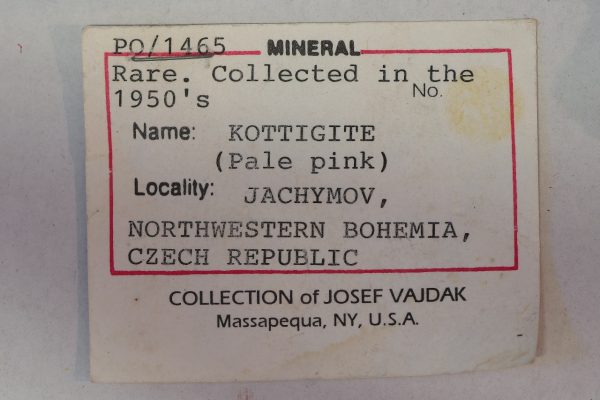 PO/1465 MINERAL
Rare. Collected in the
1950's No.
Name: KOTTIGITE
(Pale pink)
Locality: JACHYMOV,
NORTHWESTERN BOHEMIA,
CZECH REPUBLIC
COLLECTION of JOSEF VAJDAK
Massapequa, NY, U.S.A.